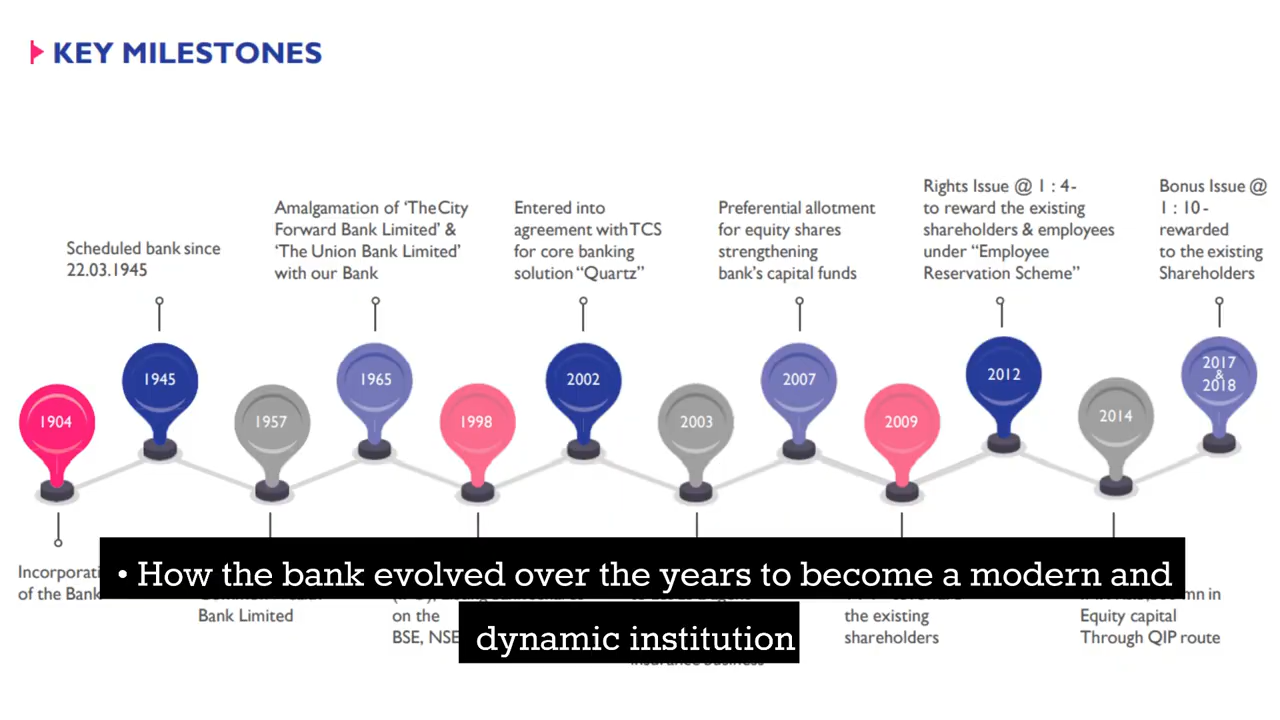 KEY MILESTONES
Scheduled bank since
22.03.1945
Amalgamation of ‘The City
Forward Bank Limited’ &
‘The Union Bank Limited’
with our Bank
Entered into
agreement with TCS
for core banking
solution “Quartz”
Preferential allotment
for equity shares
strengthening
bank’s capital funds
Rights Issue @ 1 : 4-
to reward the existing
shareholders & employees
under “Employee
Reservation Scheme”
Bonus Issue @
1 : 10-
rewarded
to the existing
Shareholders
1904
1945
1957
1965
1998
2002
2003
2007
2009
2012
2014
2017
&
2018
of the Bank
Bank Limited
on the
BSE, NSE
the existing
shareholders
mn in
Equity capital
Through QIP route
• How the bank evolved over the years to become a modern and
dynamic institution